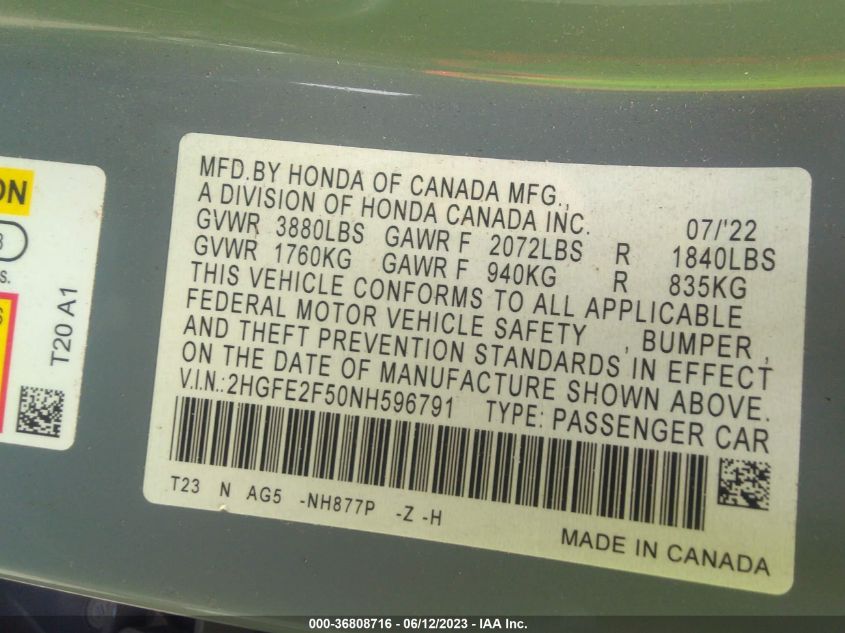 ON
S.
S
T20 A1
MFD.BY HONDA OF CANADA MFG.,
A DIVISION OF HONDA CANADA INC. 07/'22
GVWR 3880LBS GAWR F 2072LBS R 1840LBS
GVWR 1760KG GAWR F 940KG R 835KG
THIS VEHICLE CONFORMS TO ALL APPLICABLE
FEDERAL MOTOR VEHICLE SAFETY , BUMPER ,
AND THEFT PREVENTION STANDARDS IN EFFECT
ON THE DATE OF MANUFACTURE SHOWN ABOVE.
V.I.N.:2HGFE2F50NH596791 TYPE: PASSENGER CAR
T23 N AG5 -NH877P -Z -H
MADE IN CANADA
000-36808716 - 06/12/2023 - IAA Inc.